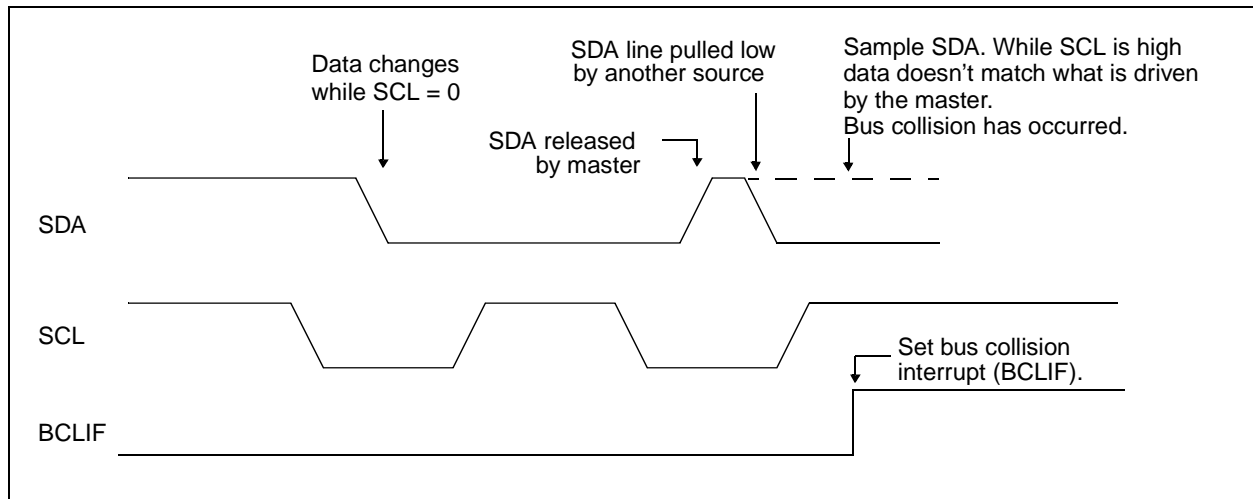 Data changes
while SCL = 0
SDA line pulled low
by another source
Sample SDA. While SCL is high
data doesn't match what is driven
by the master.
Bus collision has occurred.
SDA released
by master
SDA
SCL
Set bus collision
interrupt (BCLIF).
BCLIF